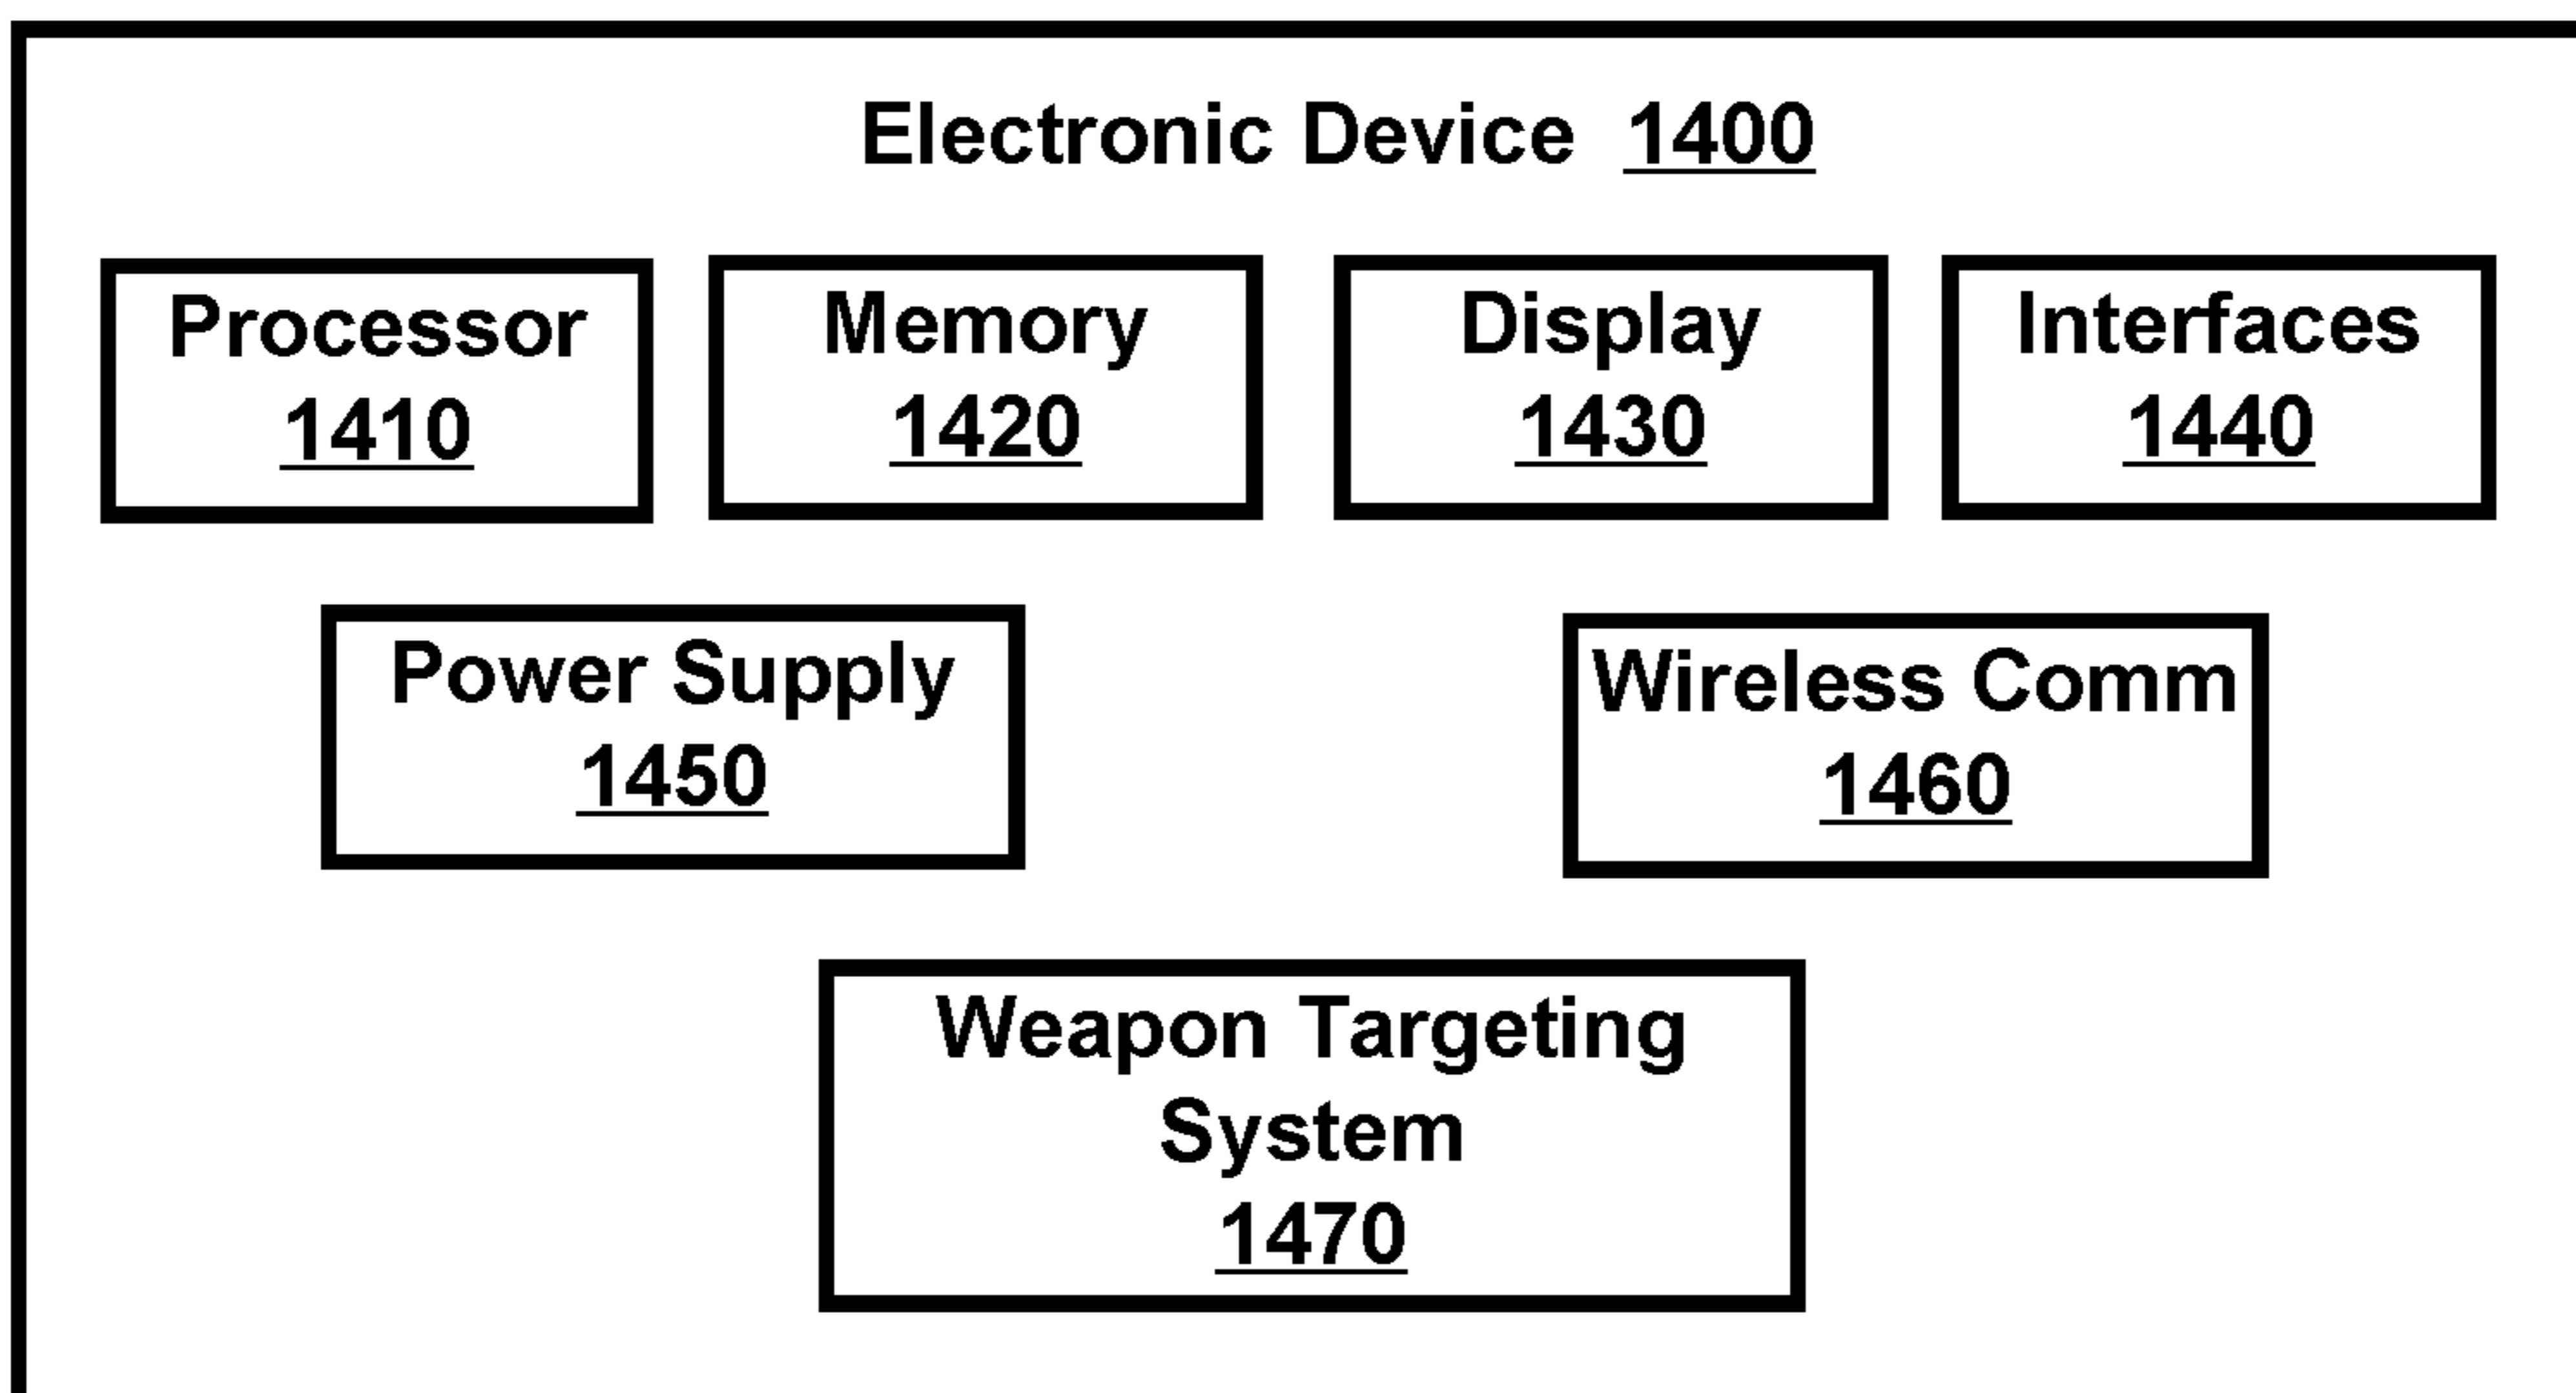 Electronic Device 1400
Processor
1410
Memory
1420
Display
1430
Interfaces
1440
Power Supply
1450
Wireless Comm
1460
Weapon Targeting
System
1470